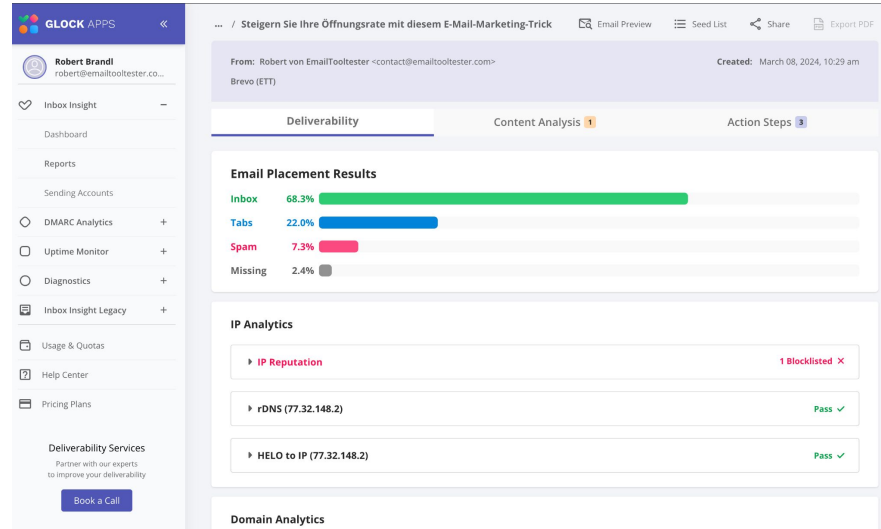 GLOCK APPS «
Robert Brandl
robert@emailtooltester.co...
Inbox Insight −
Dashboard
Reports
Sending Accounts
DMARC Analytics +
Uptime Monitor +
Diagnostics +
Inbox Insight Legacy +
Usage & Quotas
Help Center
Pricing Plans
Deliverability Services
Partner with our experts
to improve your deliverability
Book a Call
... / Steigern Sie Ihre Öffnungsrate mit diesem E-Mail-Marketing-Trick Email Preview Seed List Share Export PDF
From: Robert von EmailTooltester <contact@emailtooltester.com> Created: March 08, 2024, 10:29 am
Brevo (ETT)
Deliverability Content Analysis 1 Action Steps 3
Email Placement Results
Inbox 68.3%
Tabs 22.0%
Spam 7.3%
Missing 2.4%
IP Analytics
IP Reputation 1 Blocklisted ×
rDNS (77.32.148.2) Pass ✓
HELO to IP (77.32.148.2) Pass ✓
Domain Analytics